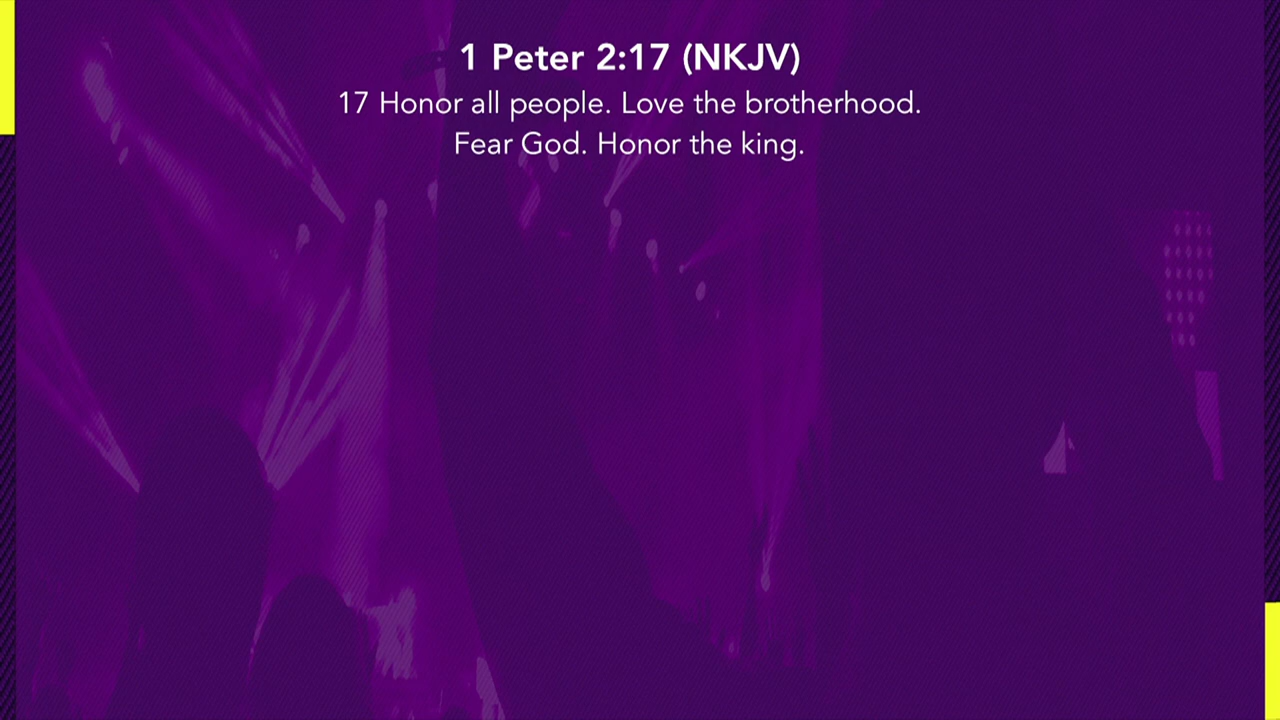 1 Peter 2:17 (NKJV)
17 Honor all people. Love the brotherhood.
Fear God. Honor the king.